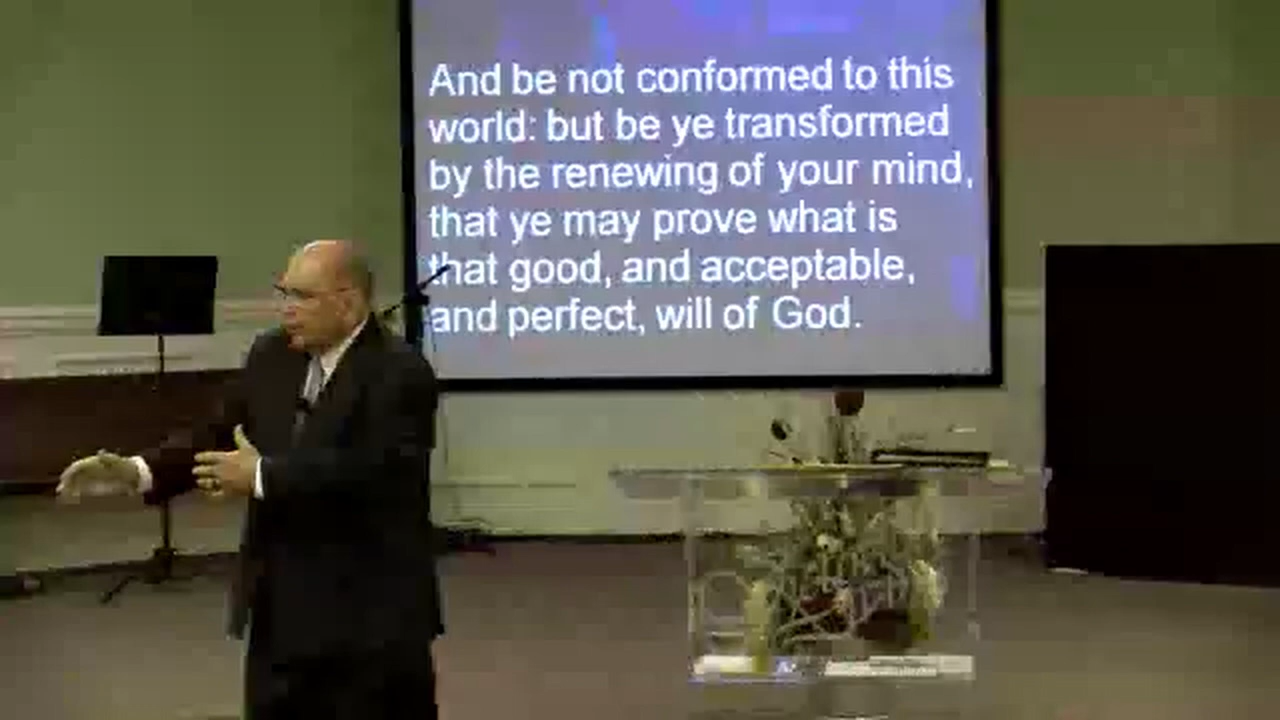 And be not conformed to this
world: but be ye transformed
by the renewing of your mind,
that ye may prove what is
that good, and acceptable,
and perfect, will of God.